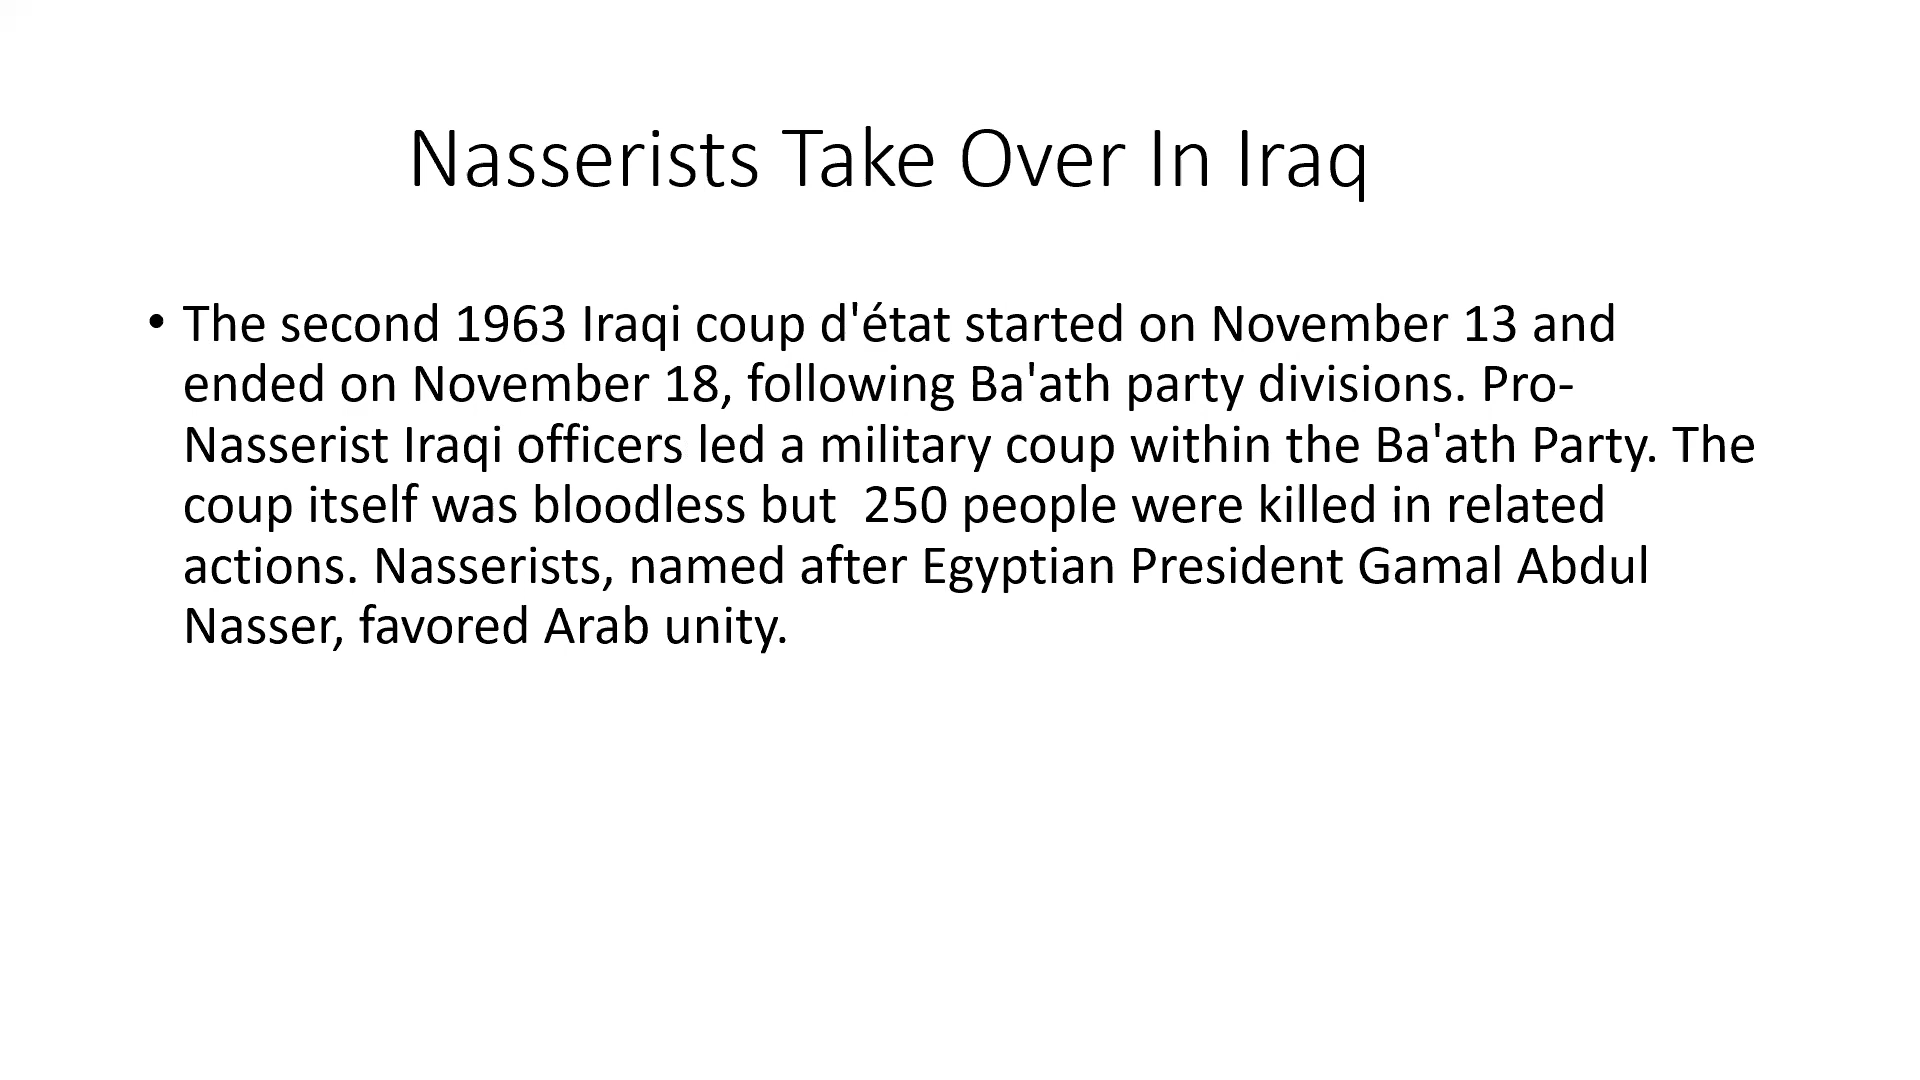 Nasserists Take Over In Iraq
• The second 1963 Iraqi coup d'état started on November 13 and
ended on November 18, following Ba'ath party divisions. Pro-
Nasserist Iraqi officers led a military coup within the Ba'ath Party. The
coup itself was bloodless but  250 people were killed in related
actions. Nasserists, named after Egyptian President Gamal Abdul
Nasser, favored Arab unity.